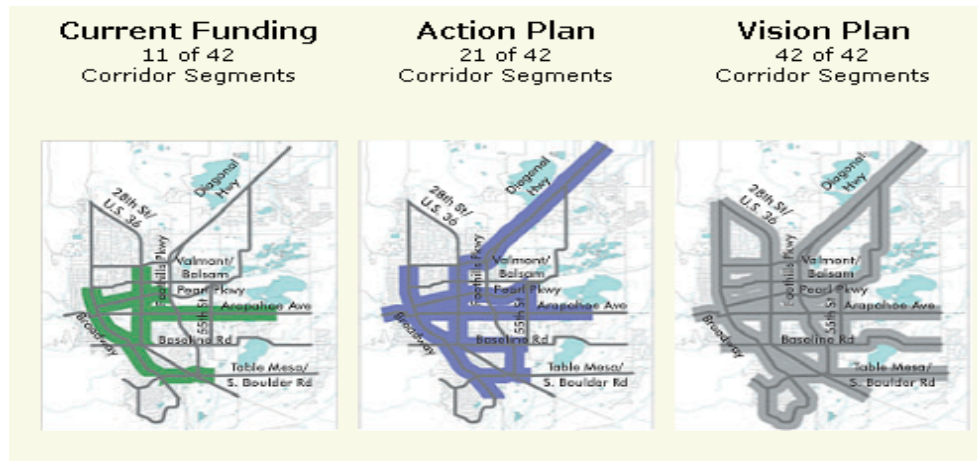 Current Funding
11 of 42
Corridor Segments
Action Plan
21 of 42
Corridor Segments
Vision Plan
42 of 42
Corridor Segments
Diagonal
Hwy
28th St/
U.S. 36
Foothills Pkwy
Valmont/
Balsam
Pearl Pkwy
55th St
Arapahoe Ave
Broadway
Baseline Rd
Table Mesa/
S. Boulder Rd
Diagonal
Hwy
28th St/
U.S. 36
Foothills Pkwy
Valmont/
Balsam
Pearl Pkwy
55th St
Arapahoe Ave
Broadway
Baseline Rd
Table Mesa/
S. Boulder Rd
Diagonal
Hwy
28th St/
U.S. 36
Foothills Pkwy
Valmont/
Balsam
Pearl Pkwy
55th St
Arapahoe Ave
Broadway
Baseline Rd
Table Mesa/
S. Boulder Rd